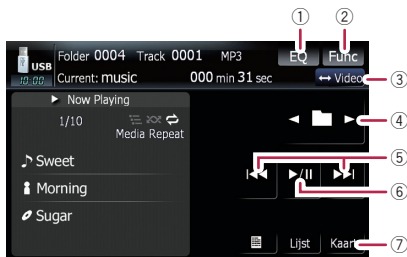 ① ②
USB Folder 0004 Track 0001 MP3 EQ Func
10:00 Current: music 000 min 31 sec ↔ Video ③
► Now Playing
1/10 ④
Media Repeat
Sweet ⑤
Morning ⑥
Sugar
Lijst Kaart ⑦